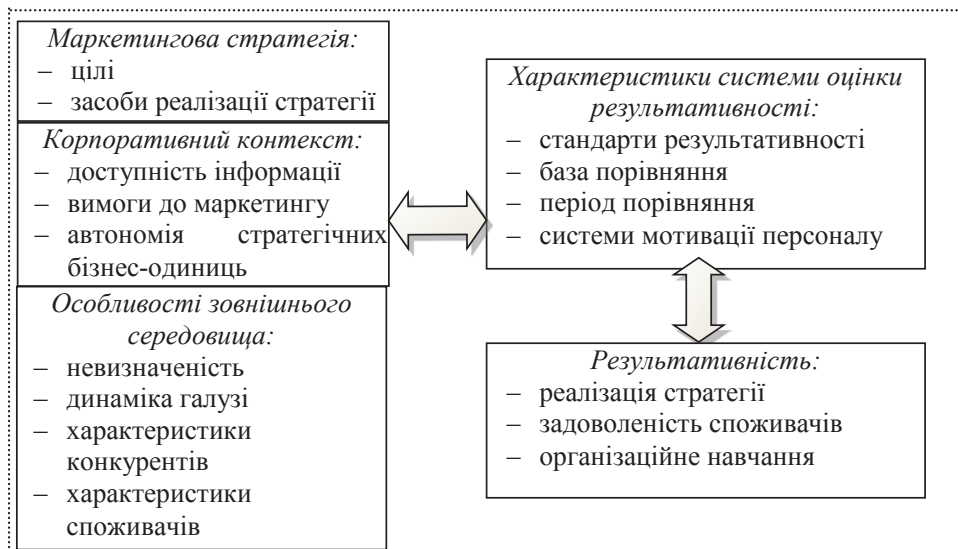 Маркетингова стратегія:
– цілі
– засоби реалізації стратегії
Корпоративний контекст:
– доступність інформації
– вимоги до маркетингу
– автономія стратегічних
бізнес-одиниць
Особливості зовнішнього
середовища:
– невизначеність
– динаміка галузі
– характеристики
конкурентів
– характеристики
споживачів
Характеристики системи оцінки
результативності:
– стандарти результативності
– база порівняння
– період порівняння
– системи мотивації персоналу
Результативність:
– реалізація стратегії
– задоволеність споживачів
– організаційне навчання